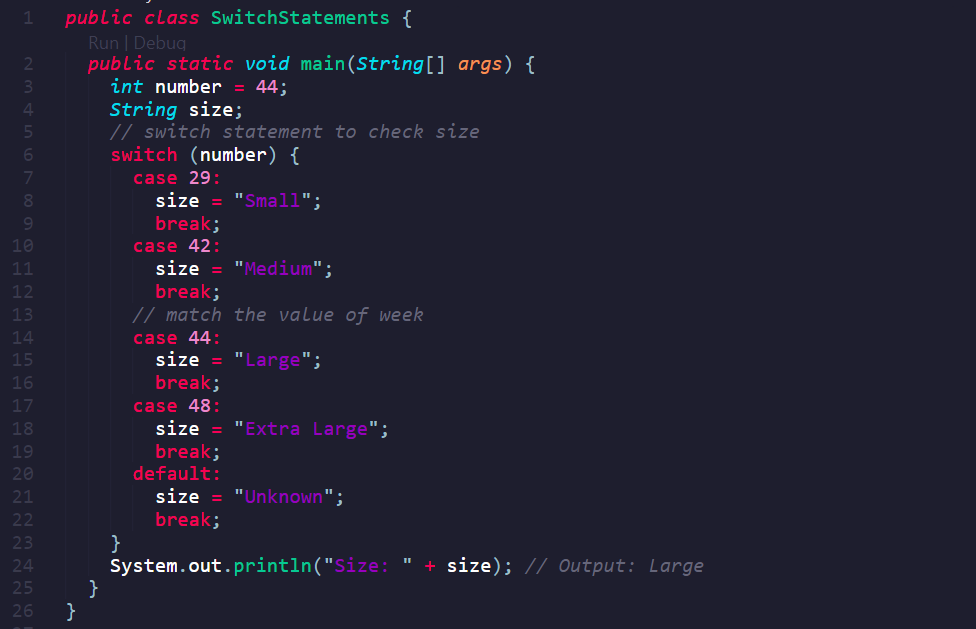 1 public class SwitchStatements {
Run | Debug
2 public static void main(String[] args) {
3 int number = 44;
4 String size;
5 // switch statement to check size
6 switch (number) {
7 case 29:
8 size = "Small";
9 break;
10 case 42:
11 size = "Medium";
12 break;
13 // match the value of week
14 case 44:
15 size = "Large";
16 break;
17 case 48:
18 size = "Extra Large";
19 break;
20 default:
21 size = "Unknown";
22 break;
23 }
24 System.out.println("Size: " + size); // Output: Large
25 }
26 }